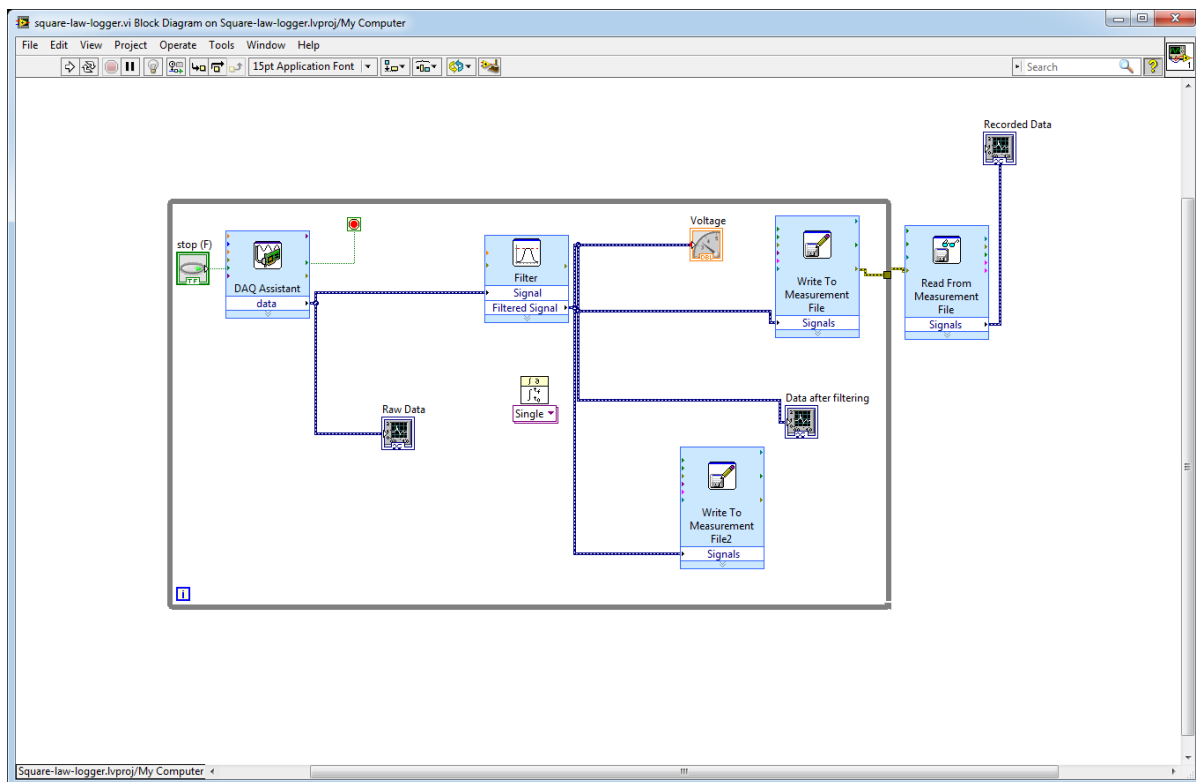 square-law-logger.vi Block Diagram on Square-law-logger.lvproj/My Computer
File Edit View Project Operate Tools Window Help
15pt Application Font
Search
?
1
Recorded Data
stop (F)
TF
DAQ Assistant
data
Raw Data
Filter
Signal
Filtered Signal
Single
Voltage
DBL
Write To
Measurement
File
Signals
Read From
Measurement
File
Signals
Data after filtering
Write To
Measurement
File2
Signals
i
Square-law-logger.lvproj/My Computer